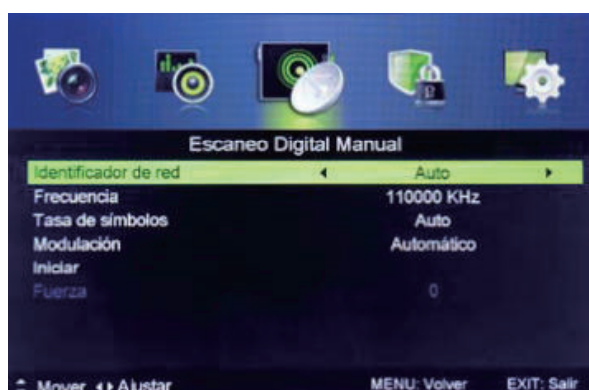 Escaneo Digital Manual
Identificador de red Auto
Frecuencia 110000 KHz
Tasa de símbolos Auto
Modulación Automático
Iniciar
Fuerza 0
Mover Ajustar MENU: Volver EXIT: Salir